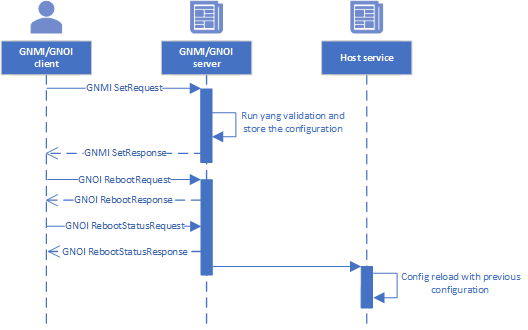 GNMI/GNOI
client
GNMI/GNOI
server
Host service
GNMI SetRequest
Run yang validation and
store the configuration
GNMI SetResponse
GNOI RebootRequest
GNOI RebootResponse
GNOI RebootStatusRequest
GNOI RebootStatusResponse
Config reload with previous
configuration